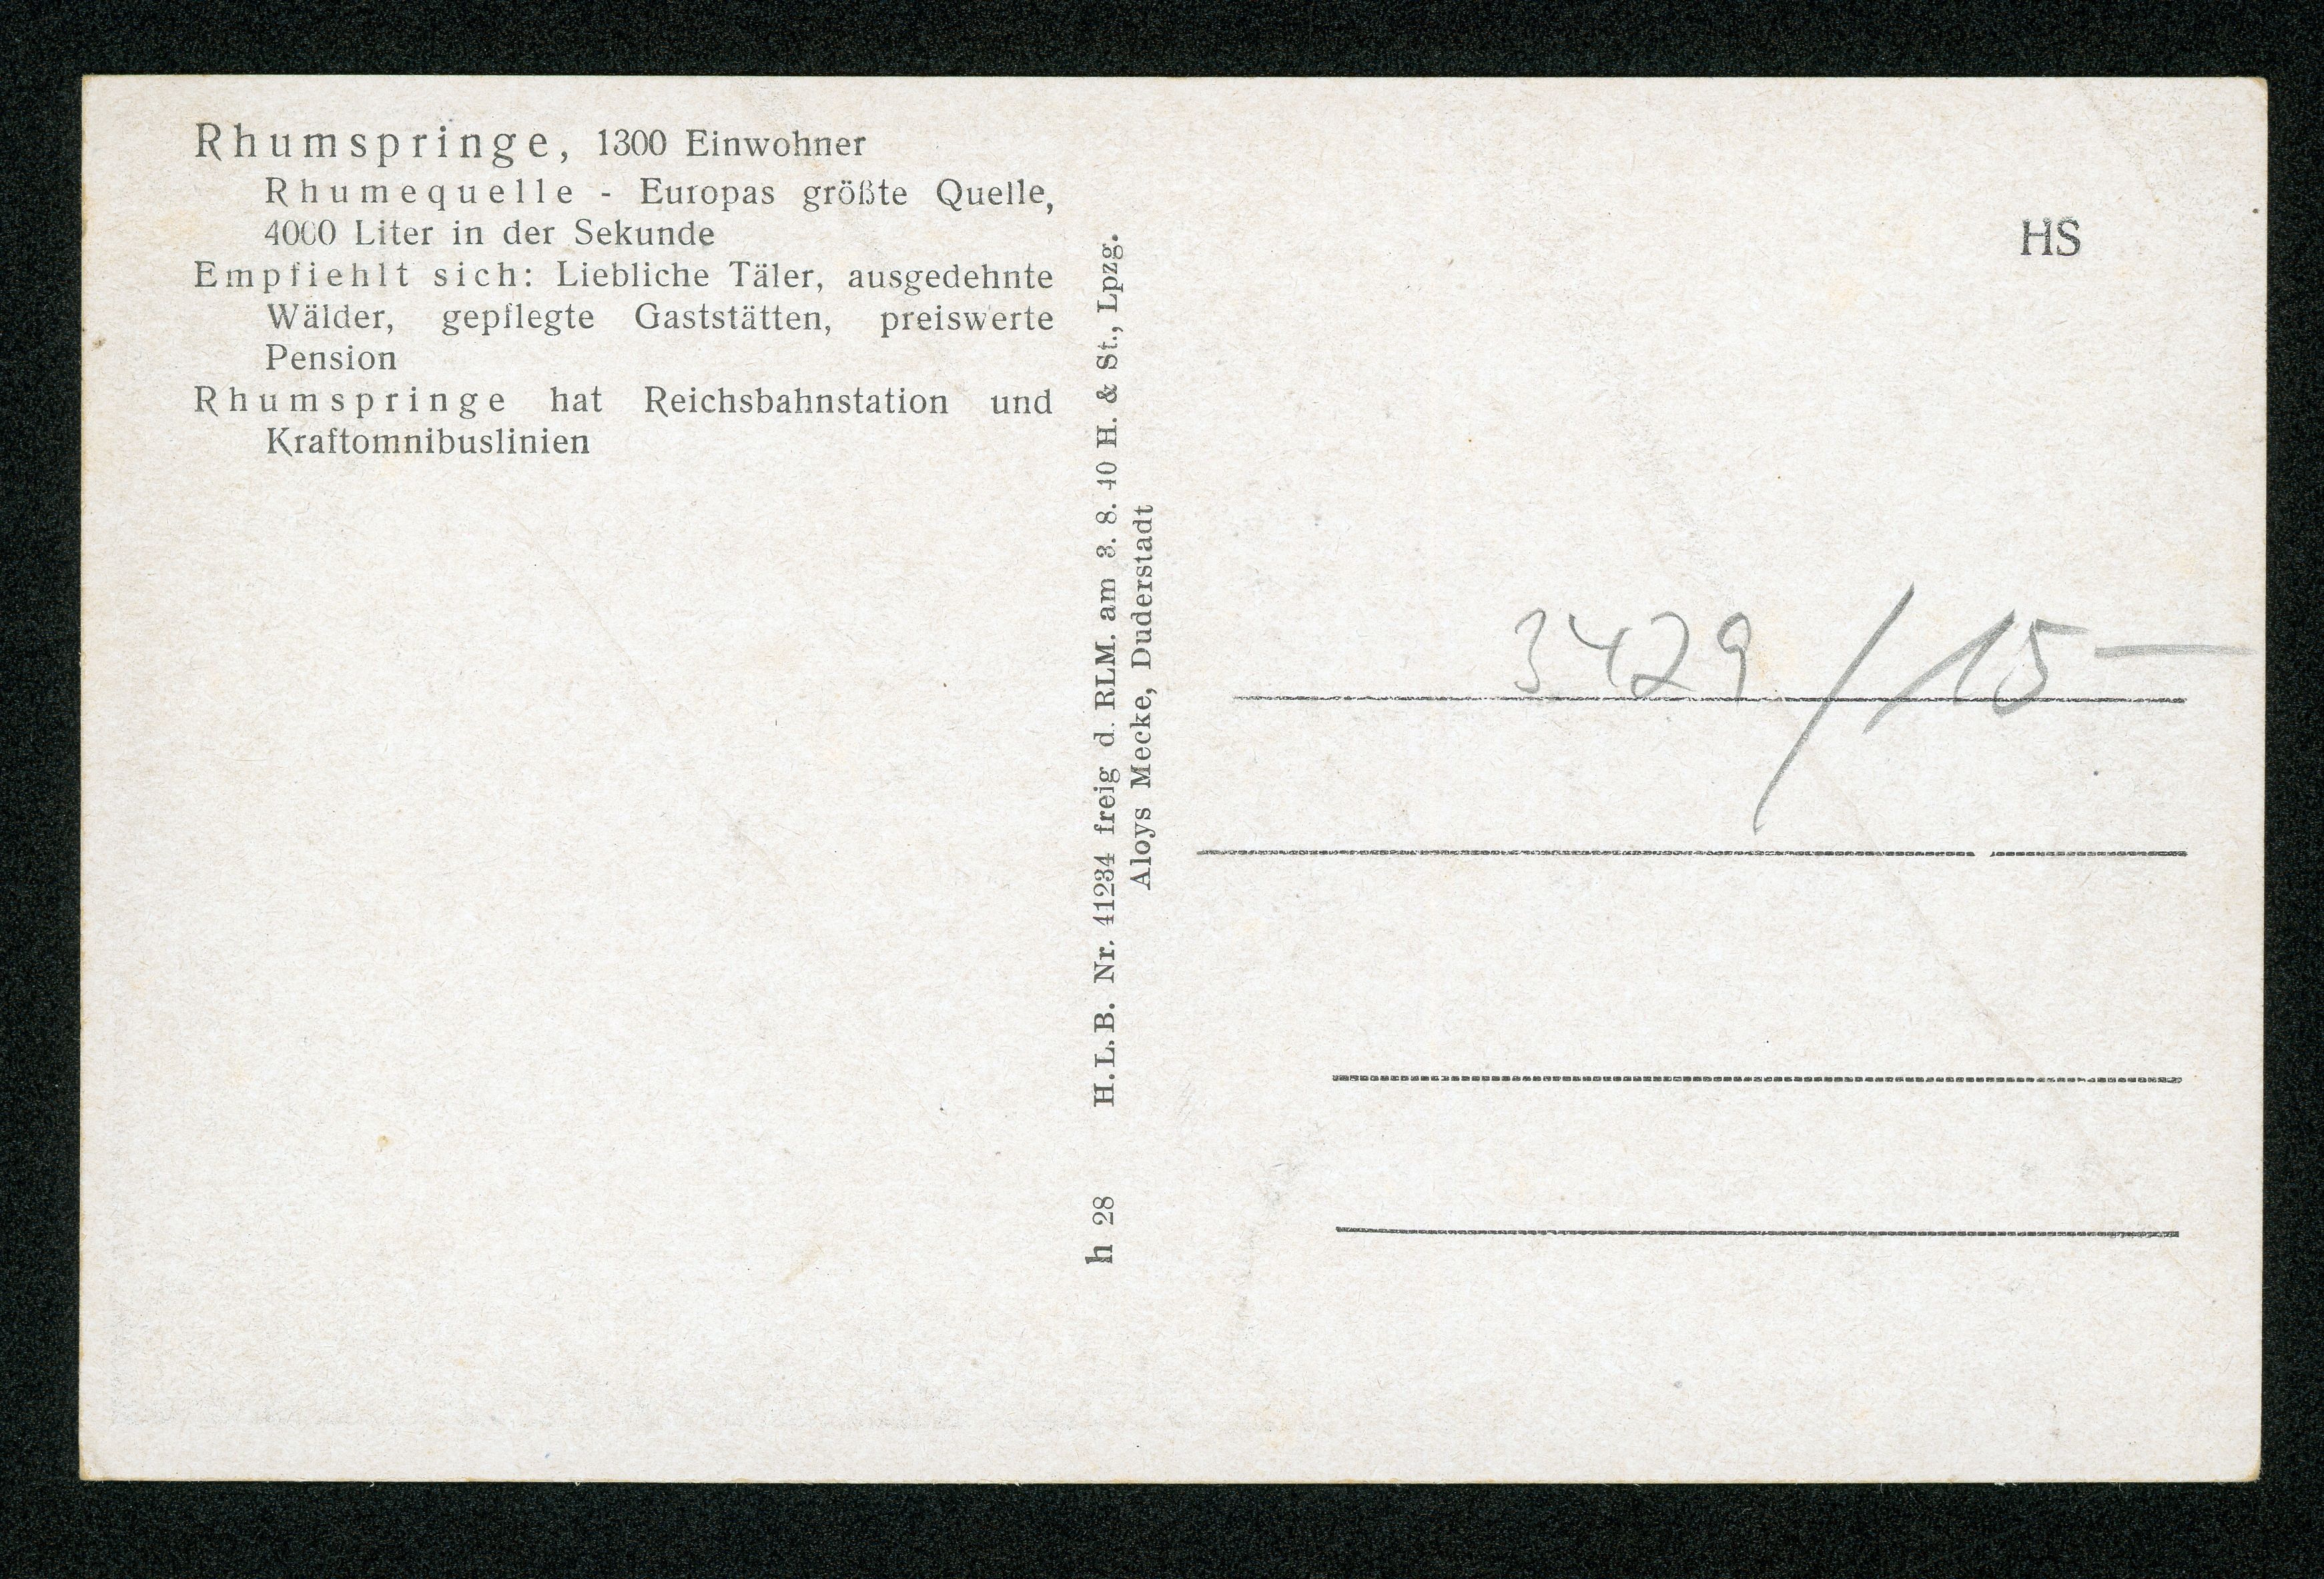 Rhumspringe, 1300 Einwohner
Rhumequelle - Europas größte Quelle,
4000 Liter in der Sekunde
Empfiehlt sich: Liebliche Täler, ausgedehnte
Wälder, gepflegte Gaststätten, preiswerte
Pension
Rhumspringe hat Reichsbahnstation und
Kraftomnibuslinien
h 28 H.L.B. Nr. 41234 freig d. RLM. am 3. 8. 40 H. & St., Lpzg.
Aloys Mecke, Duderstadt
HS
3429 / 15—